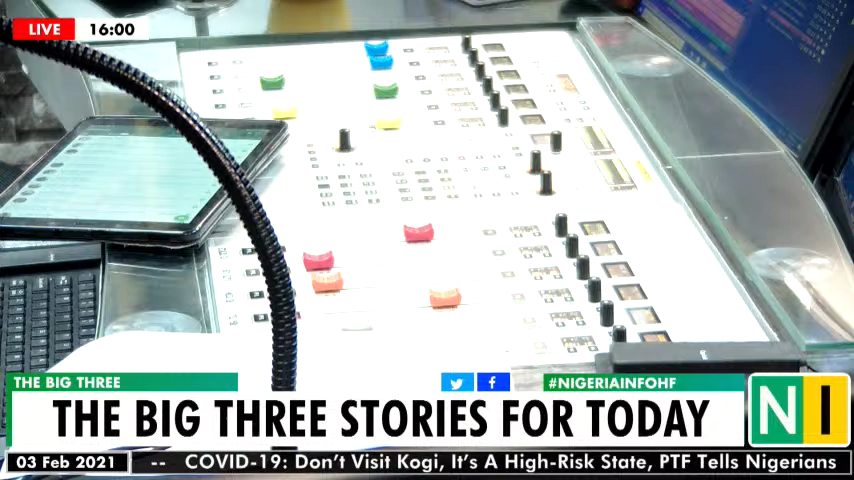 LIVE 16:00
THE BIG THREE
#NIGERIAINFOHF
THE BIG THREE STORIES FOR TODAY
NI
03 Feb 2021 -- COVID-19: Don't Visit Kogi, It's A High-Risk State, PTF Tells Nigerians